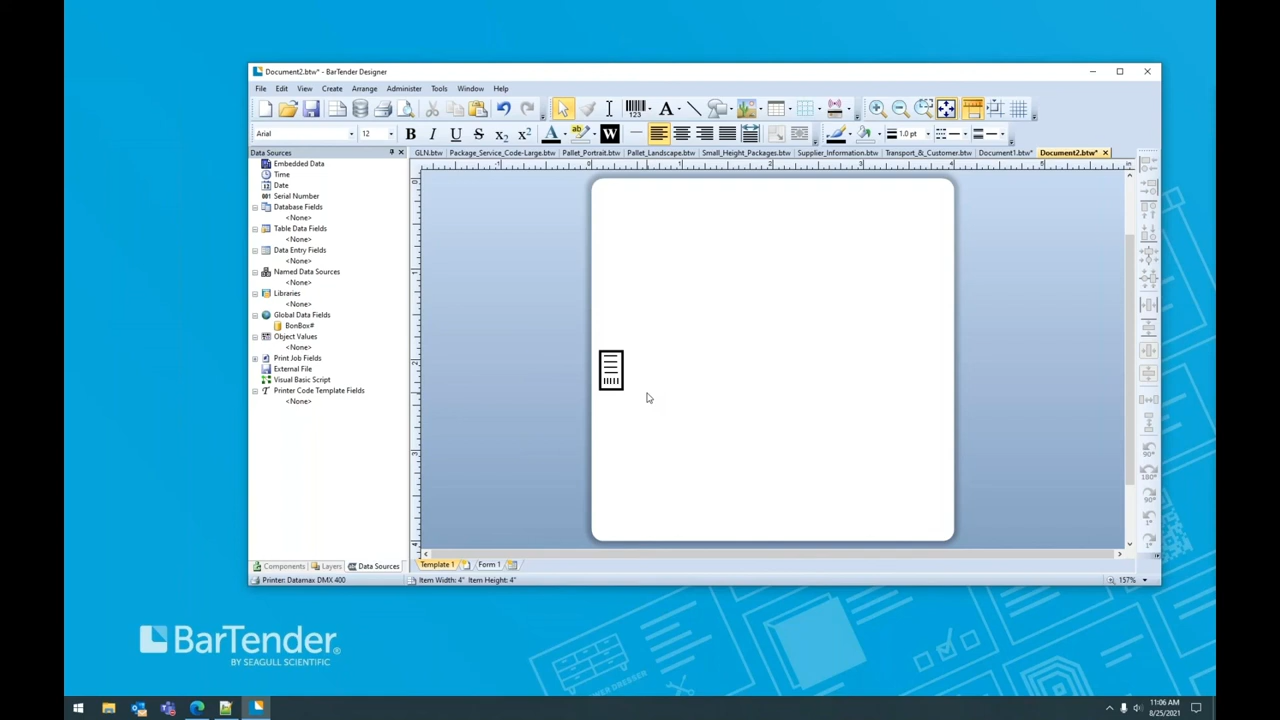 Document2.btw* - BarTender Designer
File Edit View Create Arrange Administer Tools Window Help
123
Arial 12 1.0 pt
Data Sources
GLN.btw Package_Service_Code-Large.btw Pallet_Portrait.btw Pallet_Landscape.btw Small_Height_Packages.btw Supplier_Information.btw Transport_&_Customer.btw Document1.btw* Document2.btw*
Embedded Data
Time
Date
Serial Number
Database Fields
<None>
Table Data Fields
<None>
Data Entry Fields
<None>
Named Data Sources
<None>
Libraries
<None>
Global Data Fields
BonBox#
Object Values
<None>
Print Job Fields
External File
Visual Basic Script
Printer Code Template Fields
<None>
Components Layers Data Sources
Template 1 Form 1
Printer: Datamax DMX 400 Item Width: 4" Item Height: 4" 157%
BarTender®
BY SEAGULL SCIENTIFIC
11:06 AM
8/25/2021